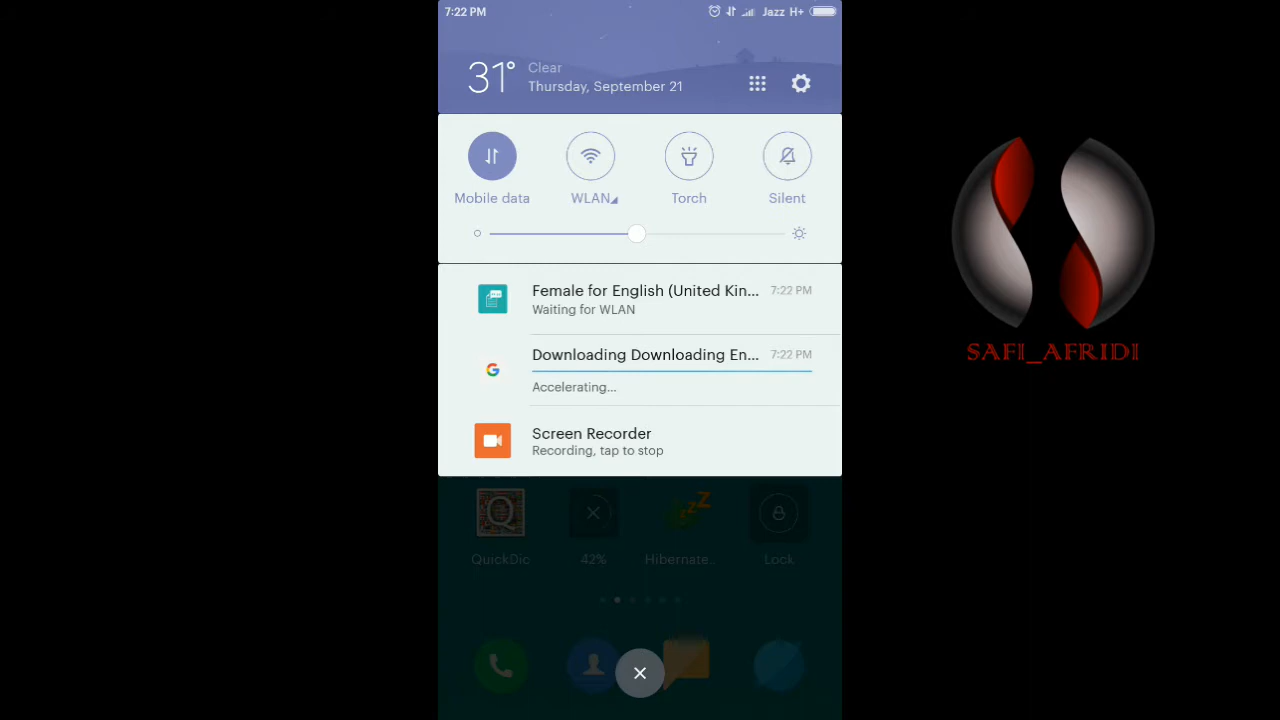 7:22 PM
Jazz H+
31°
Clear
Thursday, September 21
Mobile data
WLAN
Torch
Silent
Female for English (United Kin...
7:22 PM
Waiting for WLAN
Downloading Downloading En...
7:22 PM
Accelerating...
Screen Recorder
Recording, tap to stop
QuickDic
42%
Hibernate..
Lock
SAFI_AFRIDI